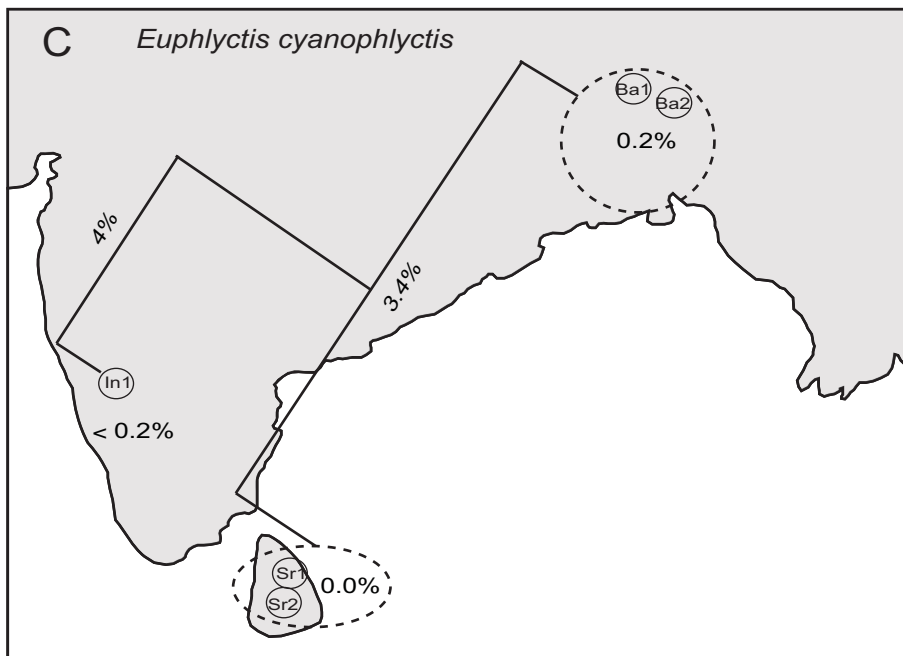 C Euphlyctis cyanophlyctis
Ba1
Ba2
0.2%
4%
3.4%
In1
< 0.2%
Sr1
0.0%
Sr2